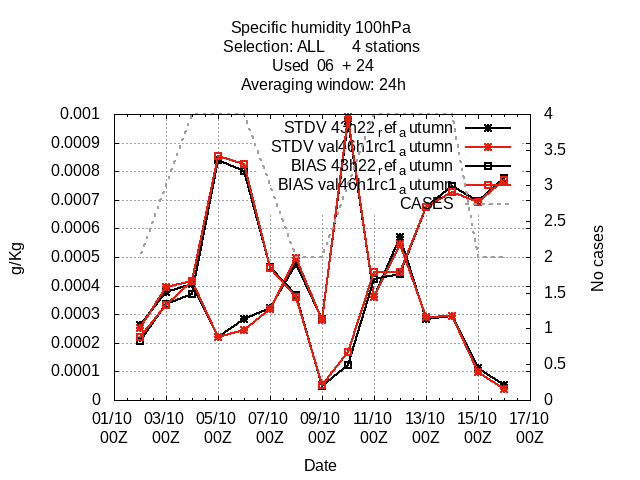 Specific humidity 100hPa
Selection: ALL 4 stations
Used 06 + 24
Averaging window: 24h
STDV 43h22_ref_autumn
STDV val46h1rc1_autumn
BIAS 43h22_ref_autumn
BIAS val46h1rc1_autumn
CASES
0.001
0.0009
0.0008
0.0007
0.0006
0.0005
0.0004
0.0003
0.0002
0.0001
0
g/Kg
4
3.5
3
2.5
2
1.5
1
0.5
0
No cases
01/10 03/10 05/10 07/10 09/10 11/10 13/10 15/10 17/10
00Z 00Z 00Z 00Z 00Z 00Z 00Z 00Z 00Z
Date